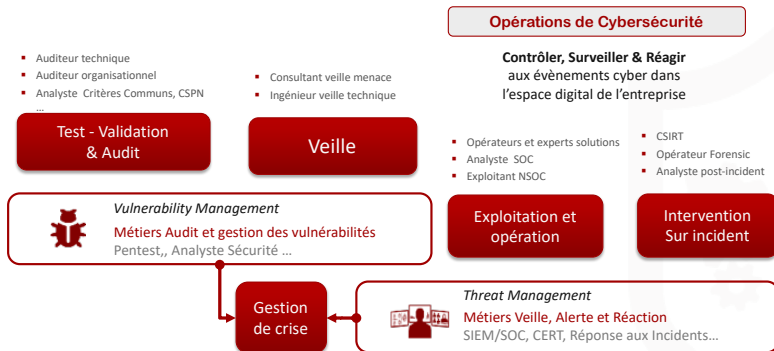 Opérations de Cybersécurité
Contrôler, Surveiller & Réagir
aux évènements cyber dans
l'espace digital de l'entreprise
▪ Auditeur technique
▪ Auditeur organisationnel
▪ Analyste Critères Communs, CSPN
…
Test - Validation
& Audit
▪ Consultant veille menace
▪ Ingénieur veille technique
Veille
▪ Opérateurs et experts solutions
▪ Analyste SOC
▪ Exploitant NSOC
Exploitation et
opération
▪ CSIRT
▪ Opérateur Forensic
▪ Analyste post-incident
Intervention
Sur incident
Vulnerability Management
Métiers Audit et gestion des vulnérabilités
Pentest,, Analyste Sécurité …
Gestion
de crise
Threat Management
Métiers Veille, Alerte et Réaction
SIEM/SOC, CERT, Réponse aux Incidents…